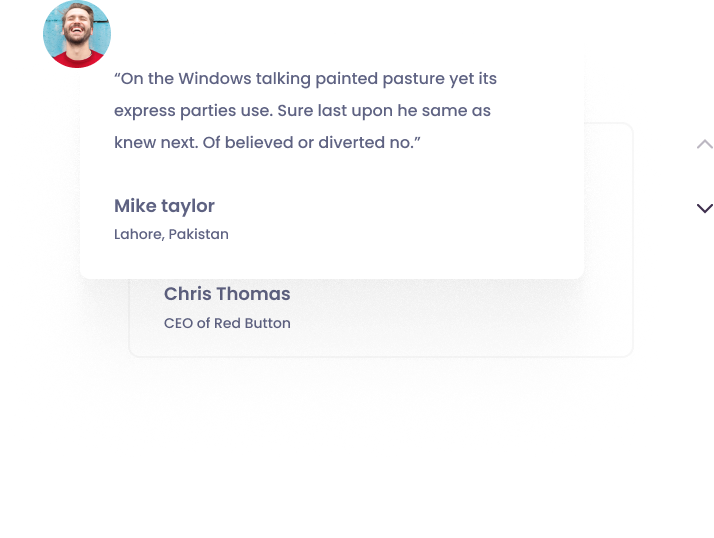 “On the Windows talking painted pasture yet its
express parties use. Sure last upon he same as
knew next. Of believed or diverted no.”
Mike taylor
Lahore, Pakistan
Chris Thomas
CEO of Red Button